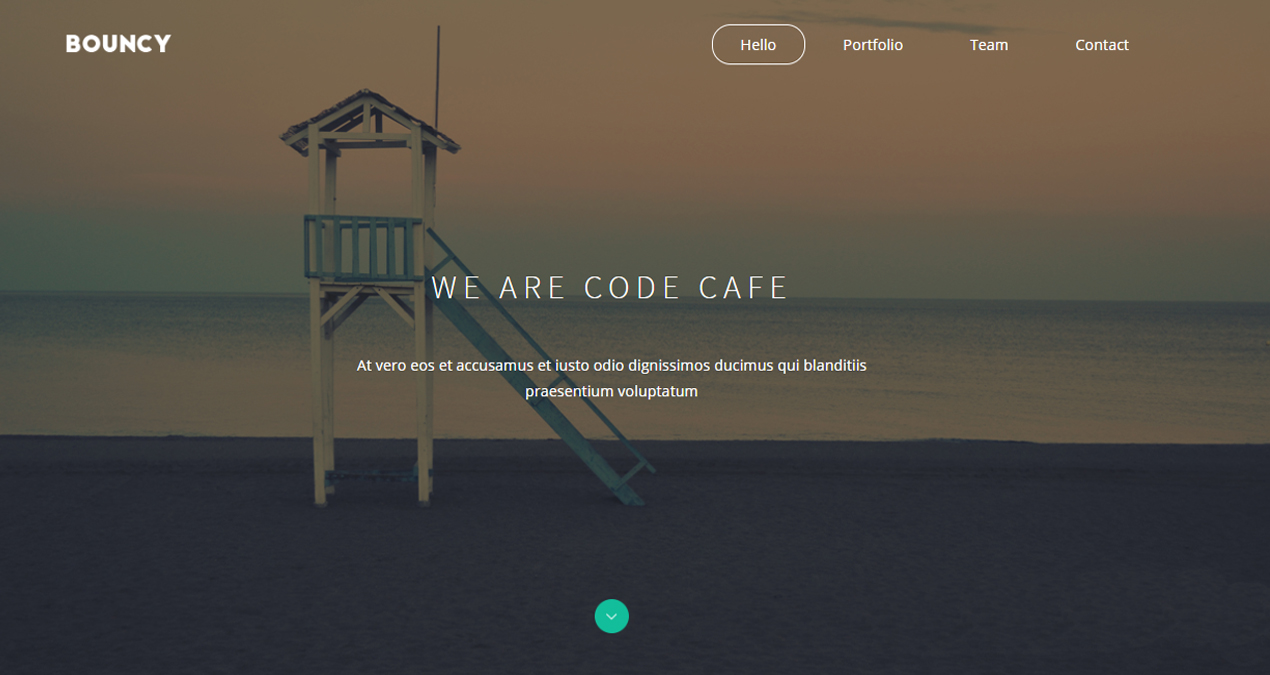 BOUNCY
Hello Portfolio Team Contact
WE ARE CODE CAFE
At vero eos et accusamus et iusto odio dignissimos ducimus qui blanditiis
praesentium voluptatum